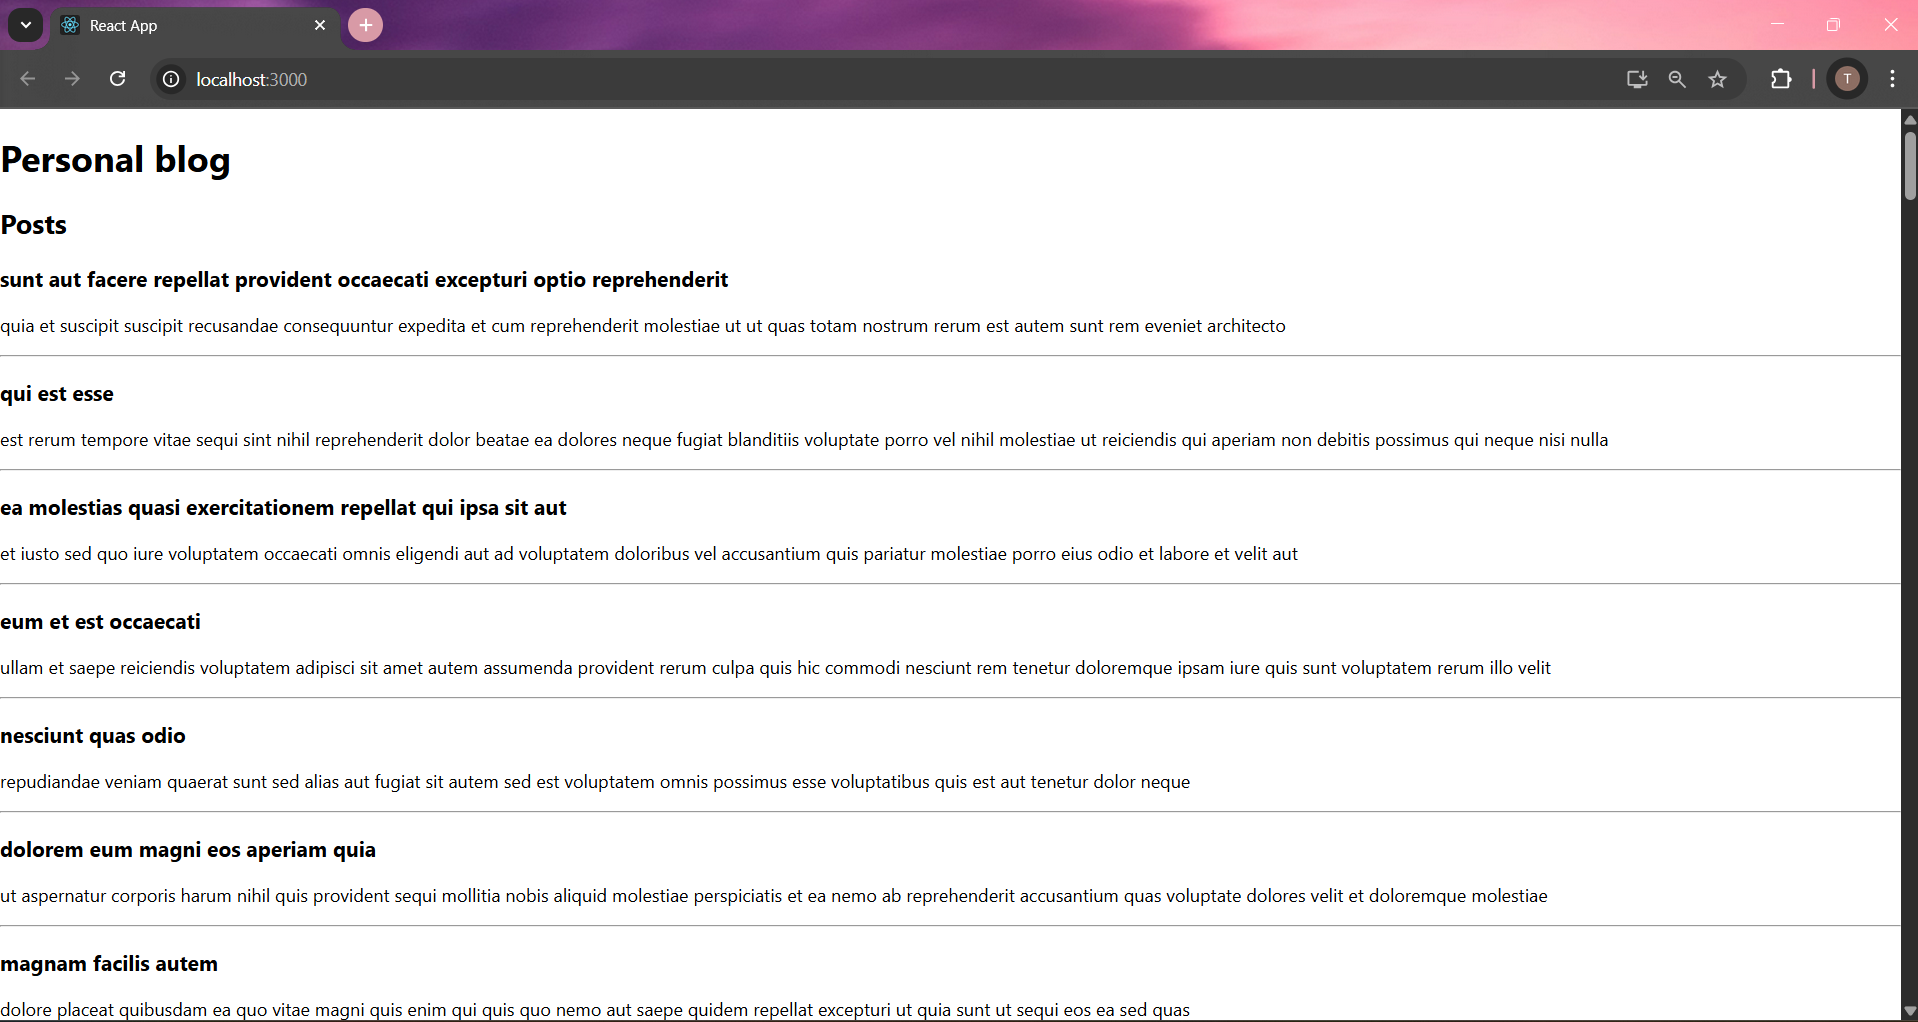 React App
localhost:3000
T
Personal blog
Posts
sunt aut facere repellat provident occaecati excepturi optio reprehenderit
quia et suscipit suscipit recusandae consequuntur expedita et cum reprehenderit molestiae ut ut quas totam nostrum rerum est autem sunt rem eveniet architecto
qui est esse
est rerum tempore vitae sequi sint nihil reprehenderit dolor beatae ea dolores neque fugiat blanditiis voluptate porro vel nihil molestiae ut reiciendis qui aperiam non debitis possimus qui neque nisi nulla
ea molestias quasi exercitationem repellat qui ipsa sit aut
et iusto sed quo iure voluptatem occaecati omnis eligendi aut ad voluptatem doloribus vel accusantium quis pariatur molestiae porro eius odio et labore et velit aut
eum et est occaecati
ullam et saepe reiciendis voluptatem adipisci sit amet autem assumenda provident rerum culpa quis hic commodi nesciunt rem tenetur doloremque ipsam iure quis sunt voluptatem rerum illo velit
nesciunt quas odio
repudiandae veniam quaerat sunt sed alias aut fugiat sit autem sed est voluptatem omnis possimus esse voluptatibus quis est aut tenetur dolor neque
dolorem eum magni eos aperiam quia
ut aspernatur corporis harum nihil quis provident sequi mollitia nobis aliquid molestiae perspiciatis et ea nemo ab reprehenderit accusantium quas voluptate dolores velit et doloremque molestiae
magnam facilis autem
dolore placeat quibusdam ea quo vitae magni quis enim qui quis quo nemo aut saepe quidem repellat excepturi ut quia sunt ut sequi eos ea sed quas